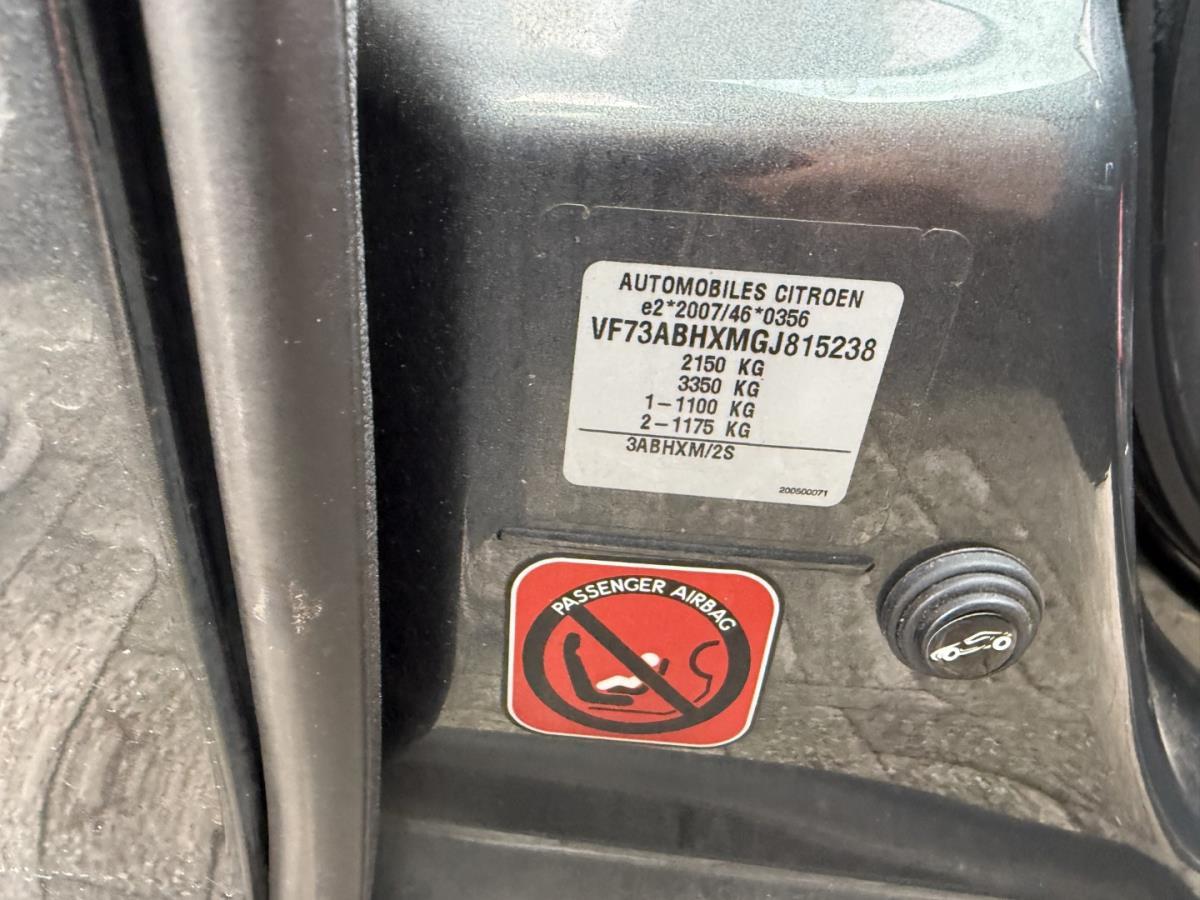 AUTOMOBILES CITROEN
e2*2007/46*0356
VF73ABHXMGJ815238
2150 KG
3350 KG
1-1100 KG
2-1175 KG
3ABHXM/2S
200500071
PASSENGER AIRBAG